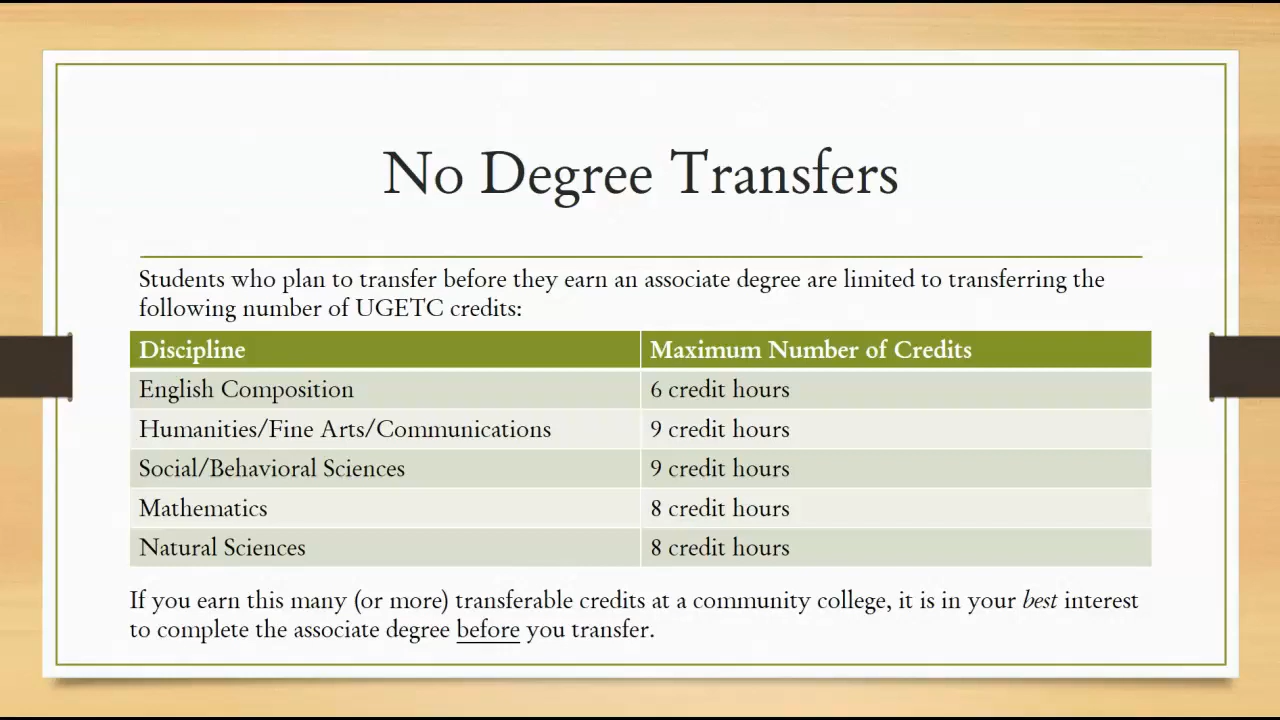 No Degree Transfers
Students who plan to transfer before they earn an associate degree are limited to transferring the
following number of UGETC credits:
Discipline Maximum Number of Credits
English Composition 6 credit hours
Humanities/Fine Arts/Communications 9 credit hours
Social/Behavioral Sciences 9 credit hours
Mathematics 8 credit hours
Natural Sciences 8 credit hours
If you earn this many (or more) transferable credits at a community college, it is in your best interest
to complete the associate degree before you transfer.